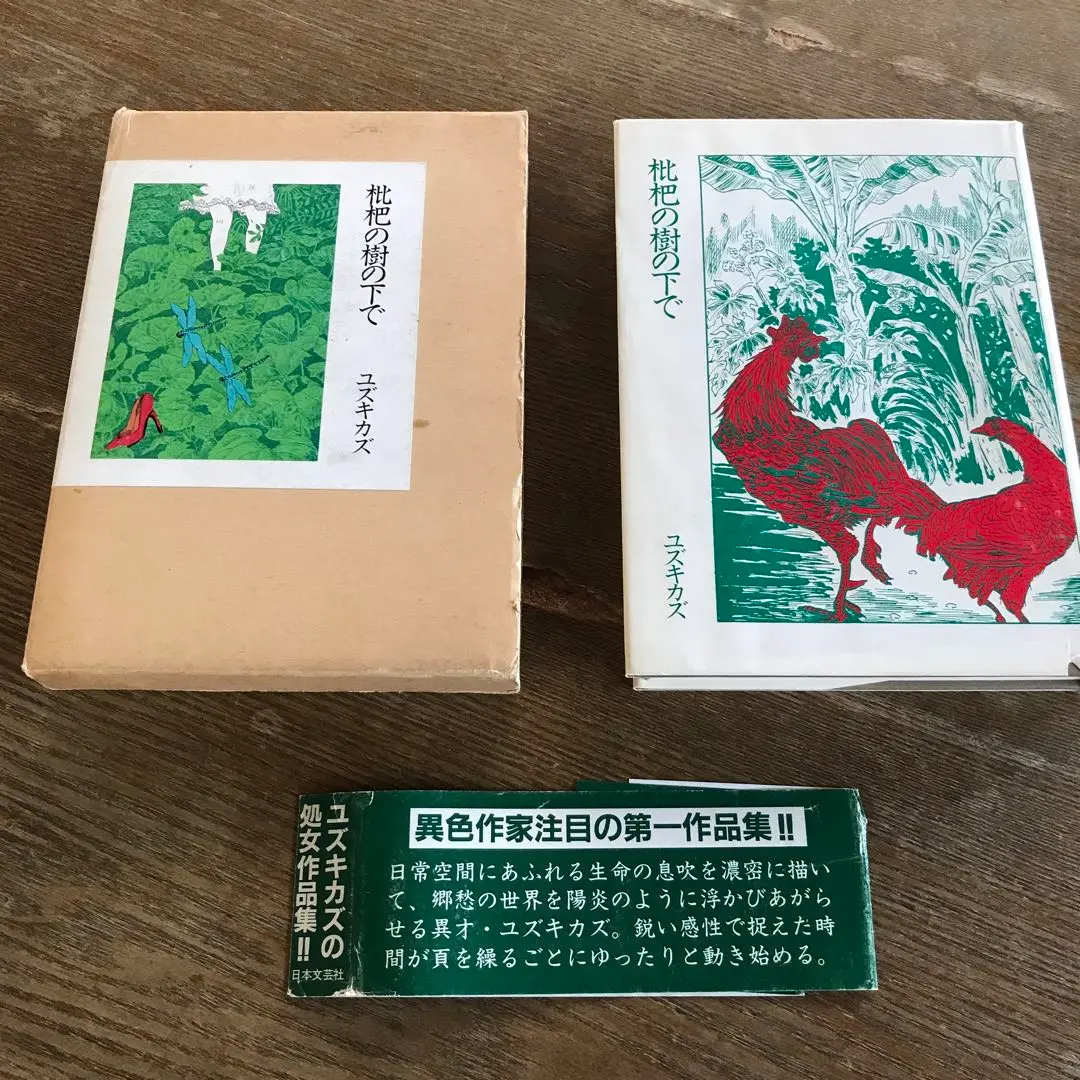 枇杷の樹の下で
ユズキカズ
枇杷の樹の下で
ユズキカズ
ユズキカズの
処女作品集!!
日本文芸社
異色作家注目の第一作品集!!
日常空間にあふれる生命の息吹を濃密に描い
て、郷愁の世界を陽炎のように浮かびあがら
せる異才・ユズキカズ。鋭い感性で捉えた時
間が頁を繰るごとにゆったりと動き始める。